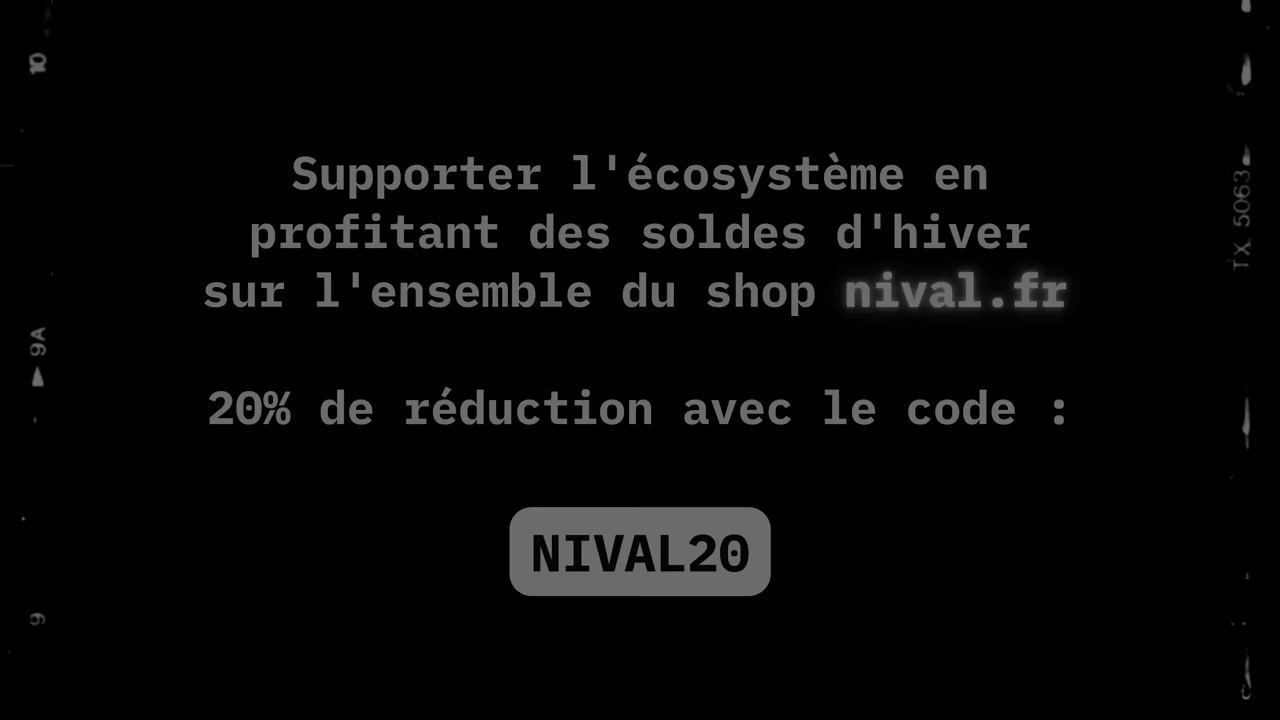 Supporter l'écosystème en
profitant des soldes d'hiver
sur l'ensemble du shop nival.fr
20% de réduction avec le code :
NIVAL20
10
9A
9
TX 5063